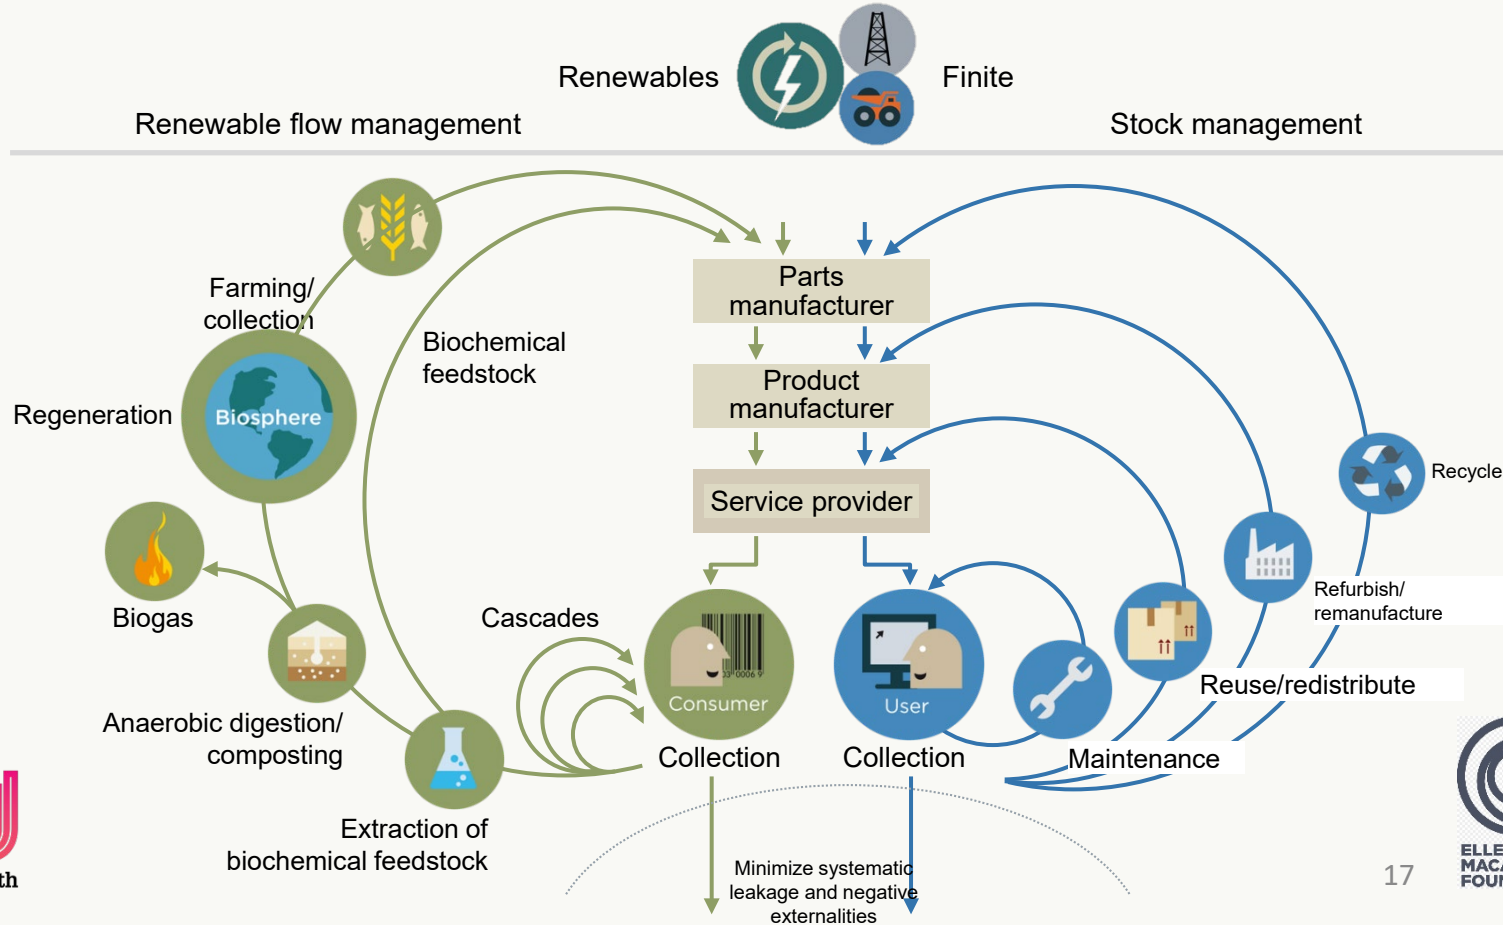 Renewables
Finite
Renewable flow management
Stock management
Farming/
collection
Parts
manufacturer
Biochemical
feedstock
Product
manufacturer
Regeneration
Biosphere
Recycle
Service provider
Biogas
Cascades
Refurbish/
remanufacture
Consumer
User
Reuse/redistribute
Anaerobic digestion/
composting
Collection
Collection
Maintenance
Extraction of
biochemical feedstock
Minimize systematic
leakage and negative
externalities
17